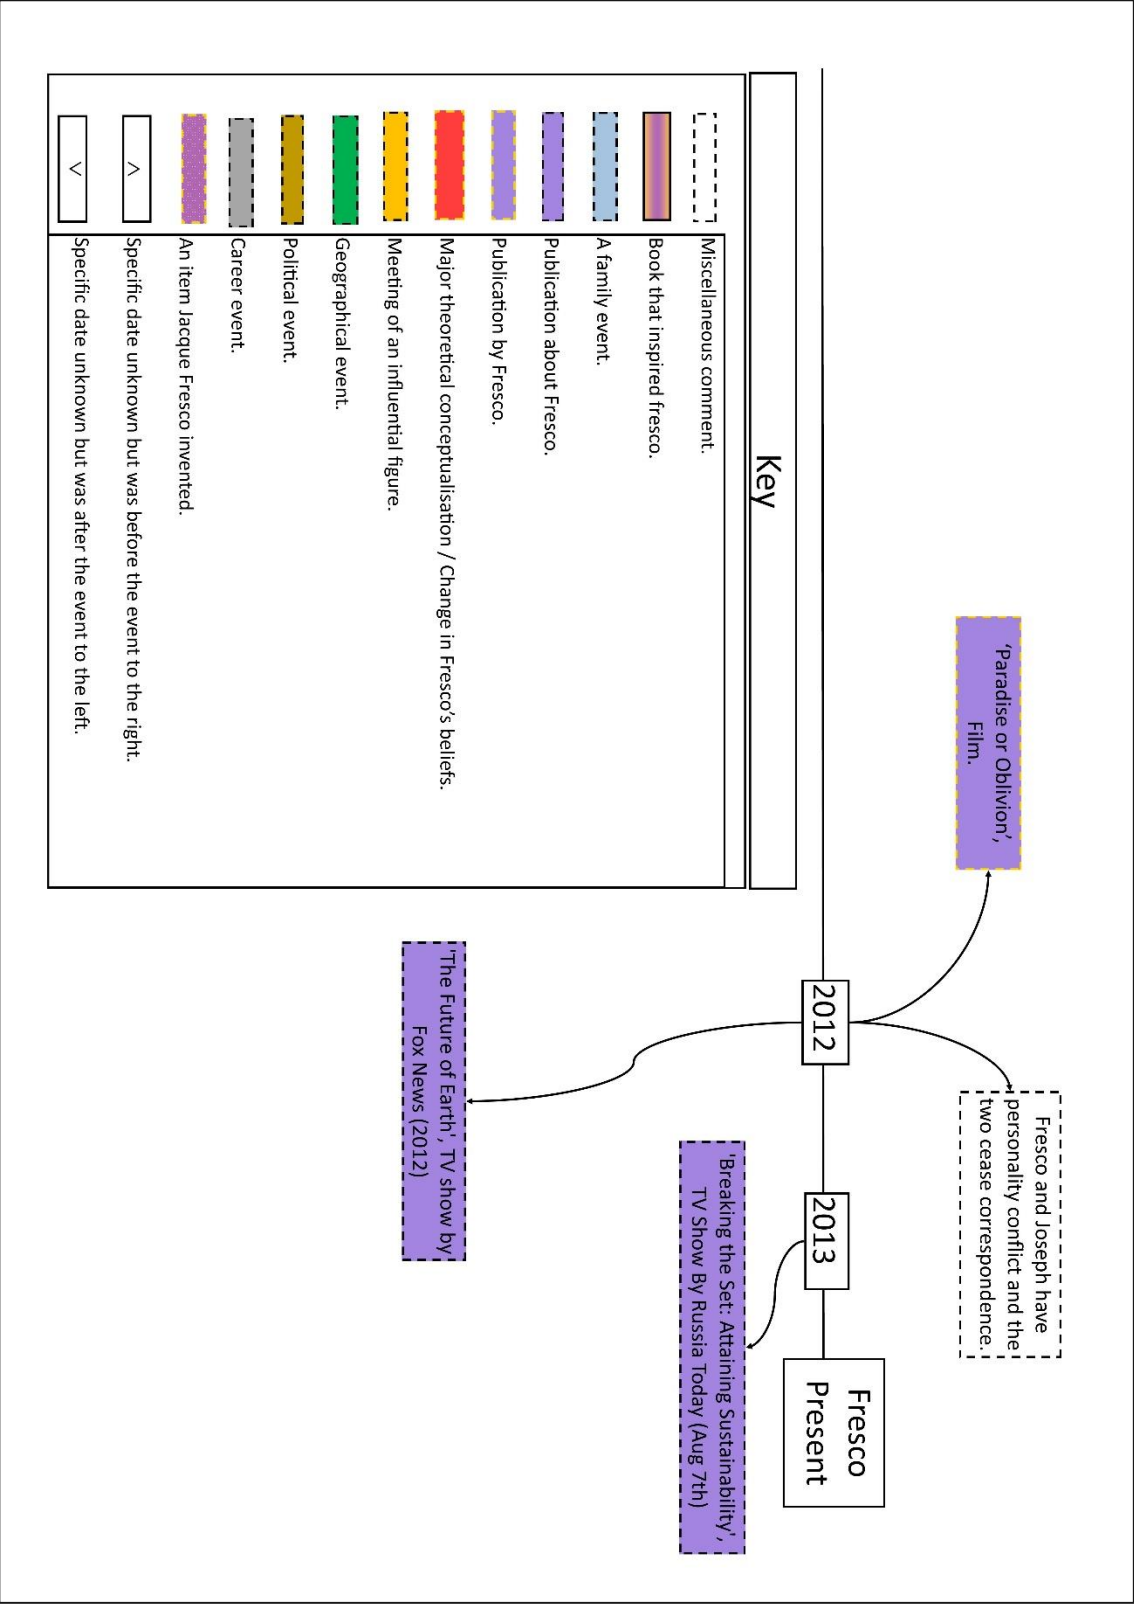 'Paradise or Oblivion',
Film.
Fresco and Joseph have
personality conflict and the
two cease correspondence.
2012
2013
Fresco
Present
'Breaking the Set: Attaining Sustainability',
TV Show By Russia Today (Aug 7th)
'The Future of Earth', TV show by
Fox News (2012)
Key
Miscellaneous comment.
Book that inspired fresco.
A family event.
Publication about Fresco.
Publication by Fresco.
Major theoretical conceptualisation / Change in Fresco's beliefs.
Meeting of an influential figure.
Geographical event.
Political event.
Career event.
An item Jacque Fresco invented.
< Specific date unknown but was before the event to the right.
> Specific date unknown but was after the event to the left.